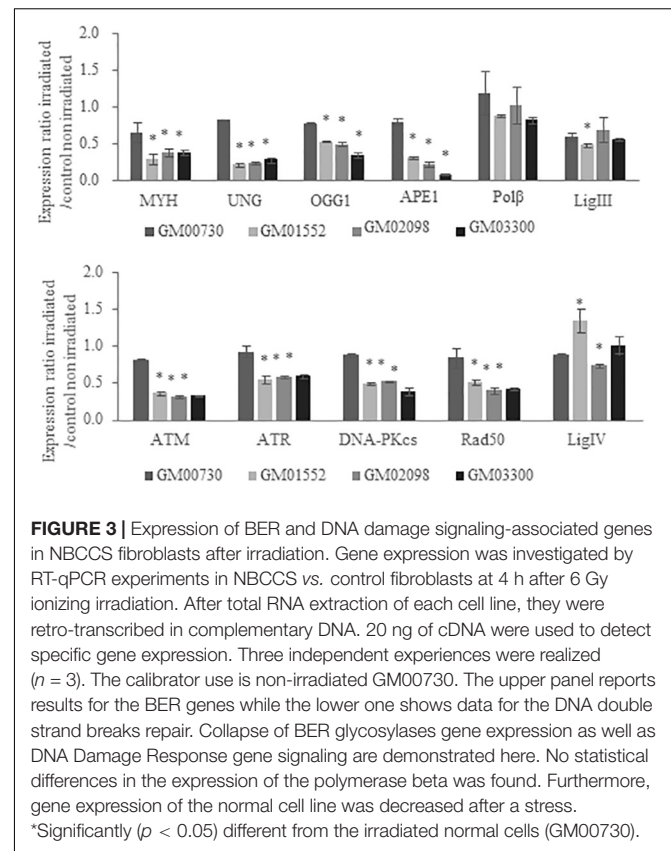 Expression ratio irradiated
/control non irradiated
2.0
* * *
* * *
* * *
* * *
*
1.5
1.0
0.5
0.0
MYH UNG OGG1 APE1 Polβ LigIII
GM00730 GM01552 GM02098 GM03300
Expression ratio irradiated
/control non irradiated
2.0
* * *
* * *
* * *
* * *
* *
1.5
1.0
0.5
0.0
ATM ATR DNA-PKcs Rad50 LigIV
GM00730 GM01552 GM02098 GM03300
FIGURE 3 | Expression of BER and DNA damage signaling-associated genes
in NBCCS fibroblasts after irradiation. Gene expression was investigated by
RT-qPCR experiments in NBCCS vs. control fibroblasts at 4 h after 6 Gy
ionizing irradiation. After total RNA extraction of each cell line, they were
retro-transcribed in complementary DNA. 20 ng of cDNA were used to detect
specific gene expression. Three independent experiences were realized
(n = 3). The calibrator use is non-irradiated GM00730. The upper panel reports
results for the BER genes while the lower one shows data for the DNA double
strand breaks repair. Collapse of BER glycosylases gene expression as well as
DNA Damage Response gene signaling are demonstrated here. No statistical
differences in the expression of the polymerase beta was found. Furthermore,
gene expression of the normal cell line was decreased after a stress.
*Significantly (p < 0.05) different from the irradiated normal cells (GM00730).